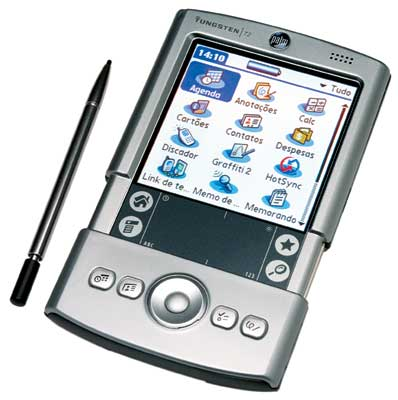 TUNGSTEN | T2
palm
14:10
Tudo
Agenda
Anotações
Calc
Cartões
Contatos
Despesas
Discador
Graffiti 2
HotSync
Link de te...
Memo de ...
Memorando
ABC
123